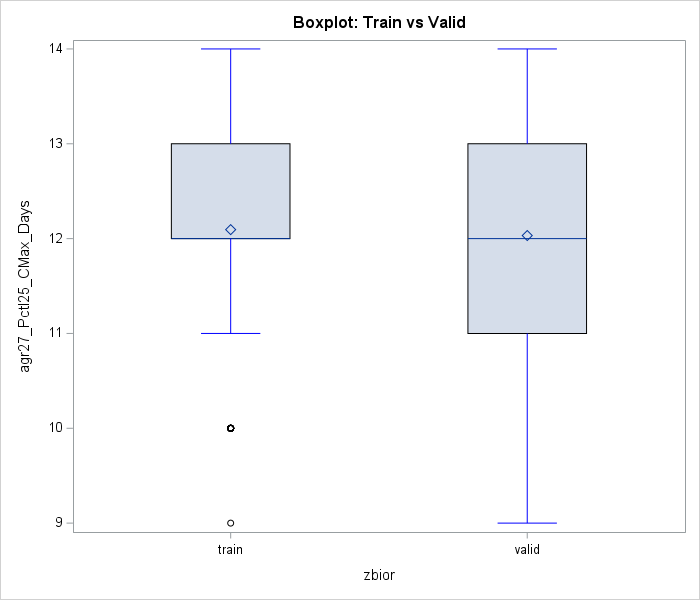 Boxplot: Train vs Valid
agr27_Pctl25_CMax_Days
14
13
12
11
10
9
train
valid
zbior